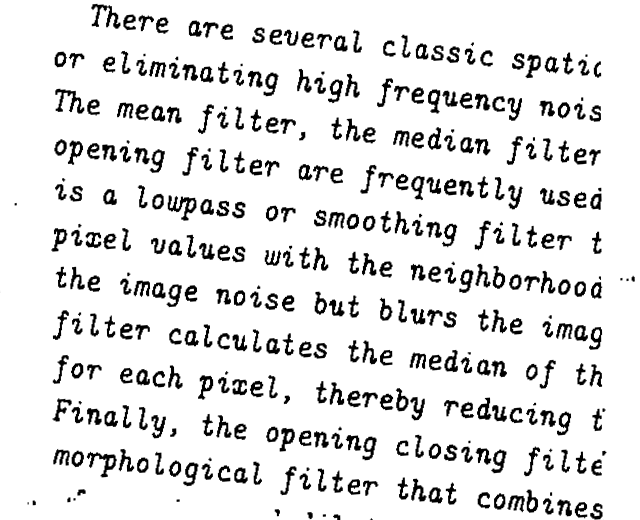 There are several classic spatic
or eliminating high frequency nois
The mean filter, the median filter
opening filter are frequently used
is a lowpass or smoothing filter t
pixel values with the neighborhood
the image noise but blurs the imag
filter calculates the median of th
for each pixel, thereby reducing t
Finally, the opening closing filte
morphological filter that combines